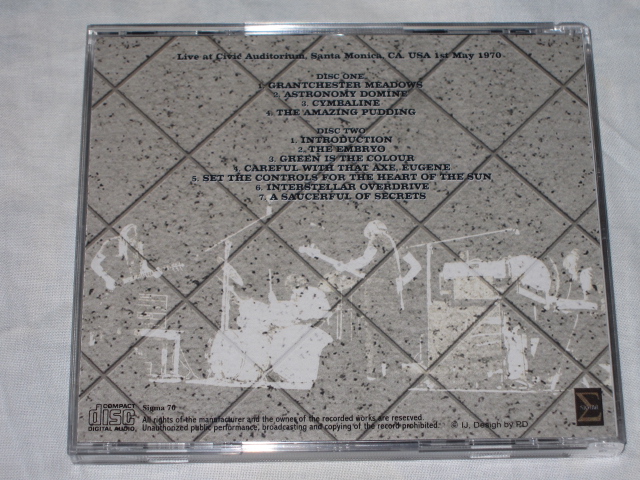 Live at Civic Auditorium, Santa Monica, CA. USA 1st May 1970
DISC ONE
1. GRANTCHESTER MEADOWS
2. ASTRONOMY DOMINE
3. CYMBALINE
4. THE AMAZING PUDDING
DISC TWO
1. INTRODUCTION
2. THE EMBRYO
3. GREEN IS THE COLOUR
4. CAREFUL WITH THAT AXE, EUGENE
5. SET THE CONTROLS FOR THE HEART OF THE SUN
6. INTERSTELLAR OVERDRIVE
7. A SAUCERFUL OF SECRETS
COMPACT
disc
DIGITAL AUDIO
Sigma 70
All rights of the manufacturer and the owner of the recorded works are reserved.
Unauthorized public performance, broadcasting and copying of the record prohibited.
Design by RD
Σ